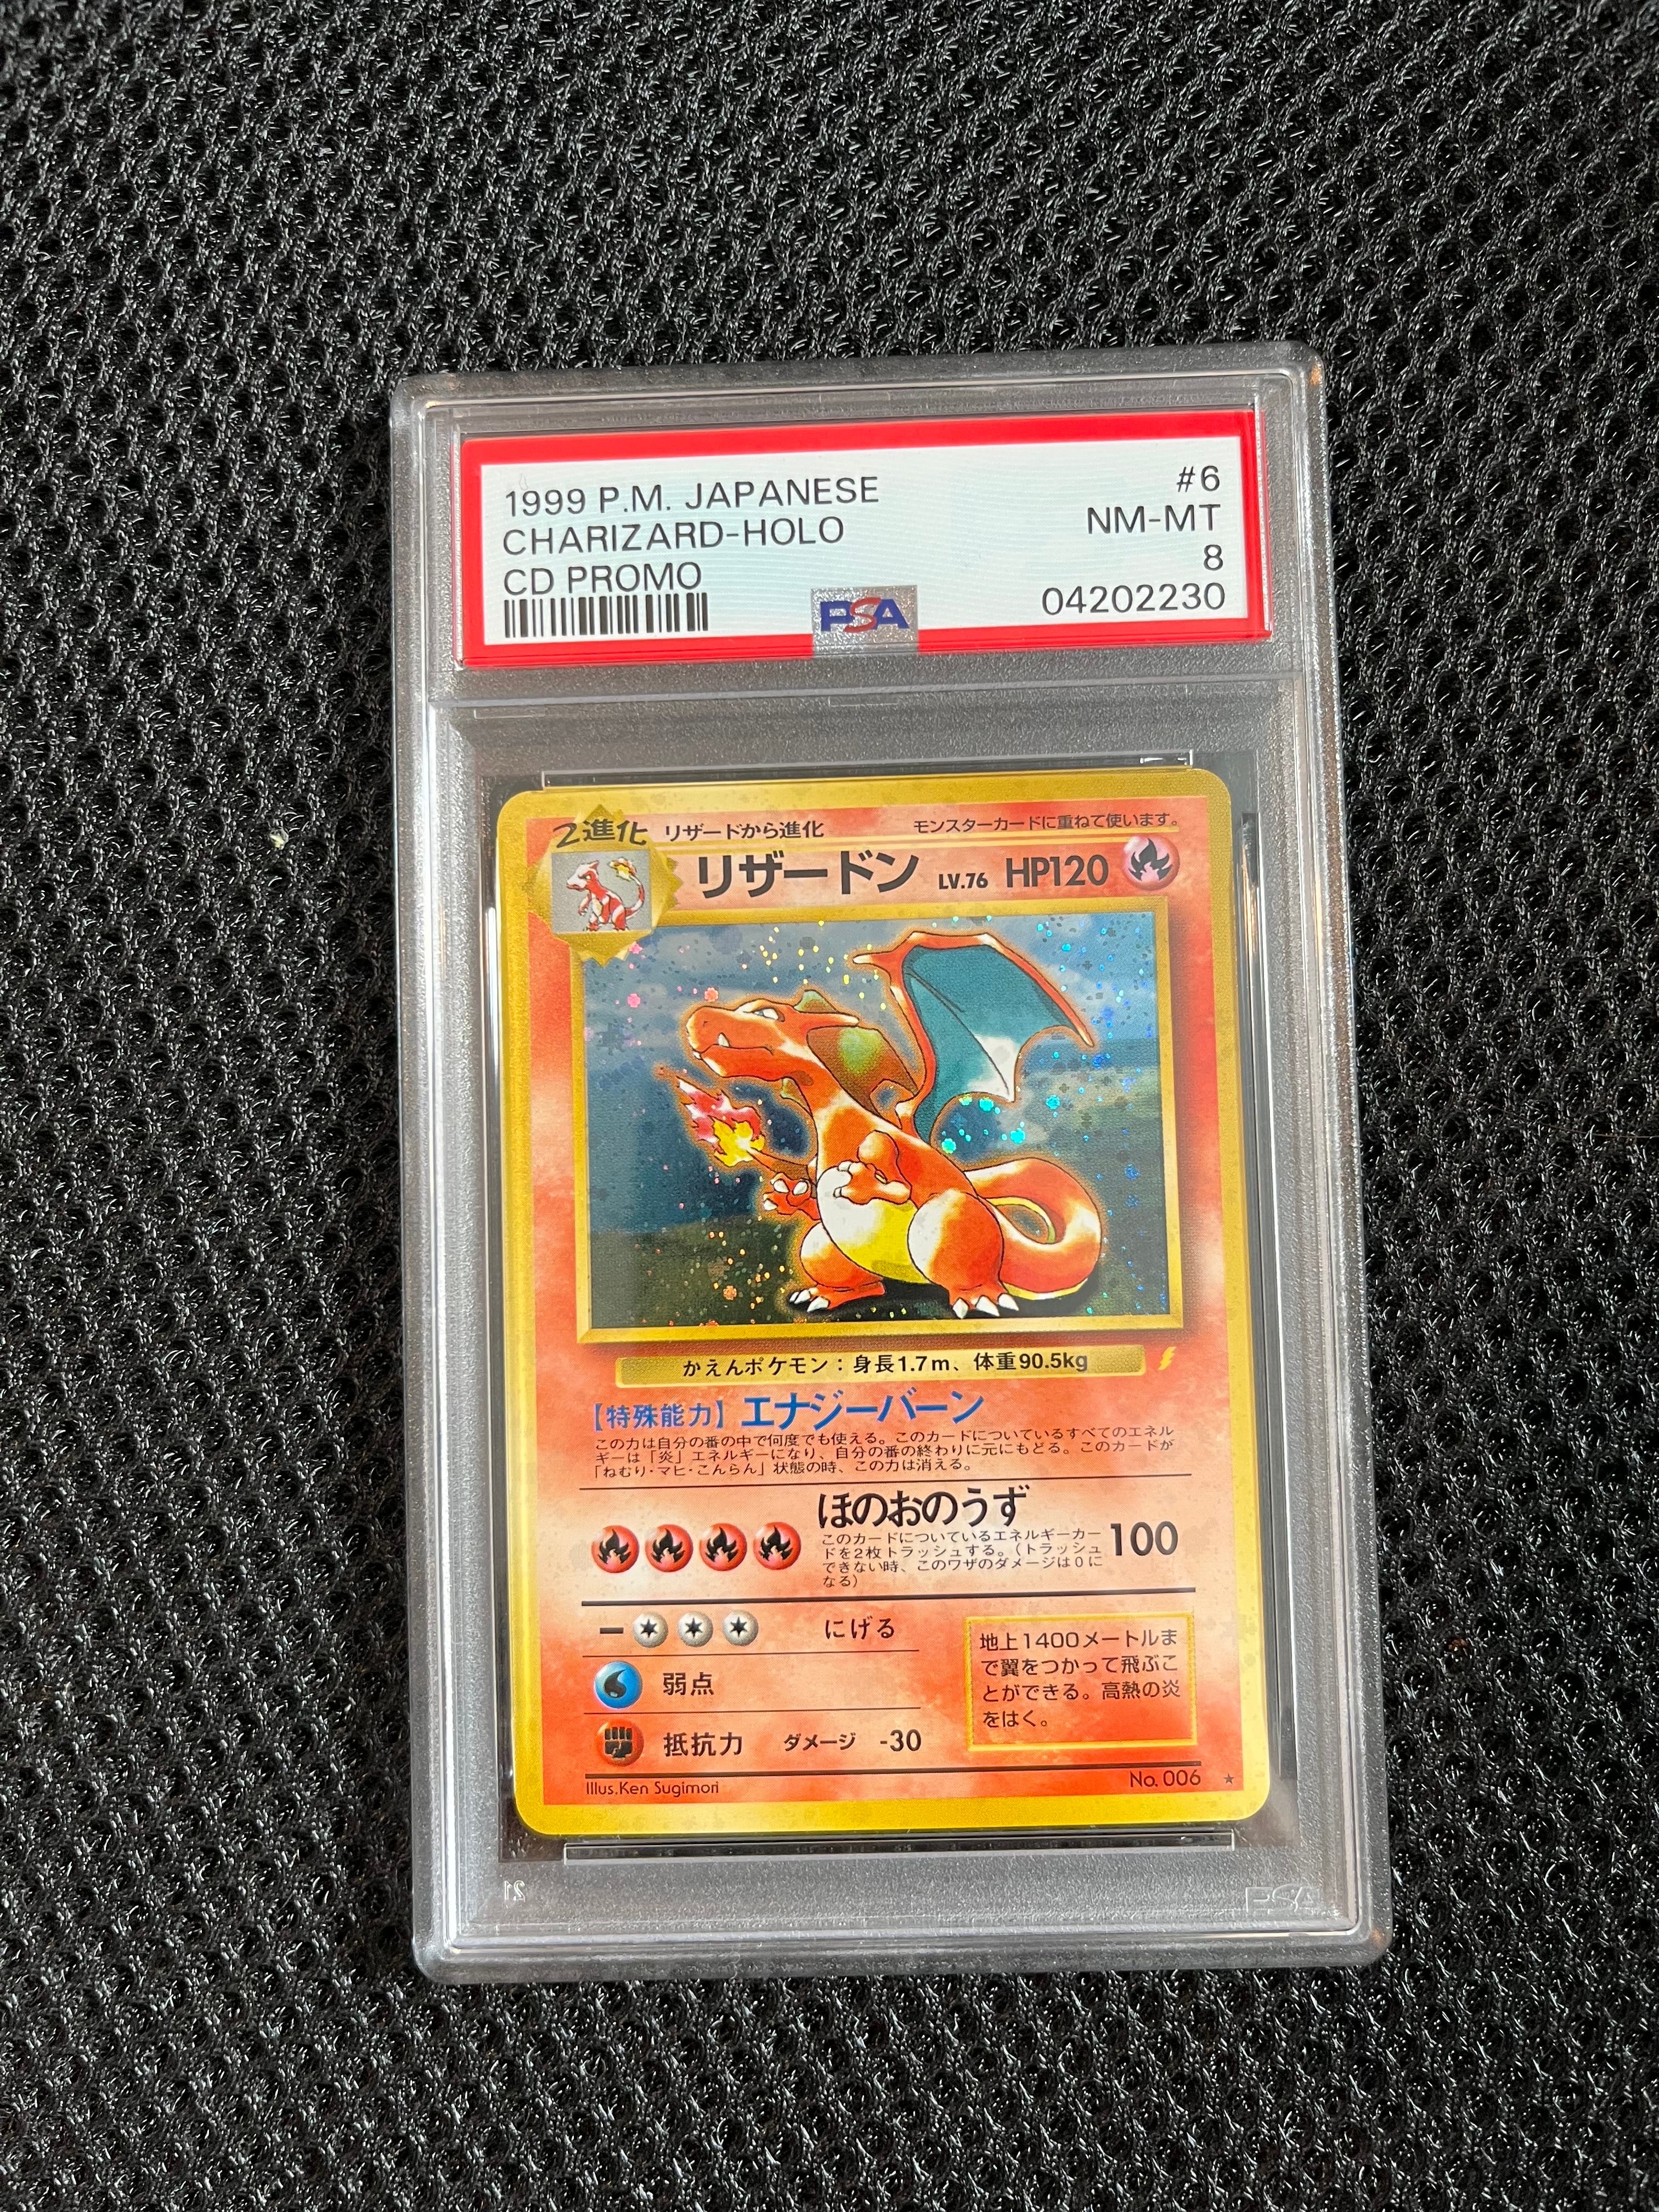 1999 P.M. JAPANESE #6
CHARIZARD-HOLO NM-MT
CD PROMO 8
PSA 04202230
2進化 リザードから進化 モンスターカードに重ねて使います。
リザードン LV.76 HP120
かえんポケモン：身長1.7m、体重90.5kg
【特殊能力】エナジーバーン
この力は自分の番の中で何度でも使える。このカードについているすべてのエネル
ギーは「炎」エネルギーになり、自分の番の終わりに元にもどる。このカードが
「ねむり・マヒ・こんらん」状態の時、この力は消える。
ほのおのうず
このカードについているエネルギーカー
ドを2枚トラッシュする。（トラッシュ
できない時、このワザのダメージは0に
なる）
100
にげる
弱点
抵抗力 ダメージ -30
地上1400メートルま
で翼をつかって飛ぶこ
とができる。高熱の炎
をはく。
Illus.Ken Sugimori No. 006 ★
21 PSA